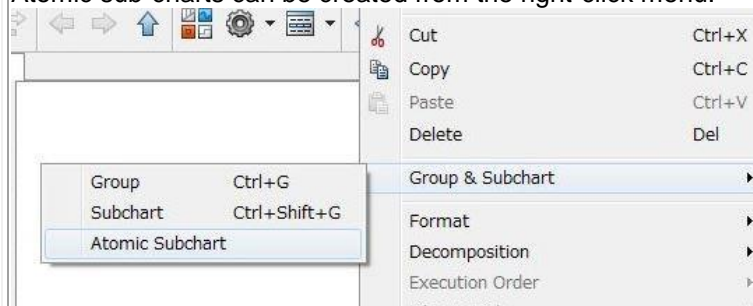 Atomic sub-charts can be created from the right-click menu.
Cut Ctrl+X
Copy Ctrl+C
Paste Ctrl+V
Delete Del
Group & Subchart
Group Ctrl+G
Subchart Ctrl+Shift+G
Atomic Subchart
Format
Decomposition
Execution Order